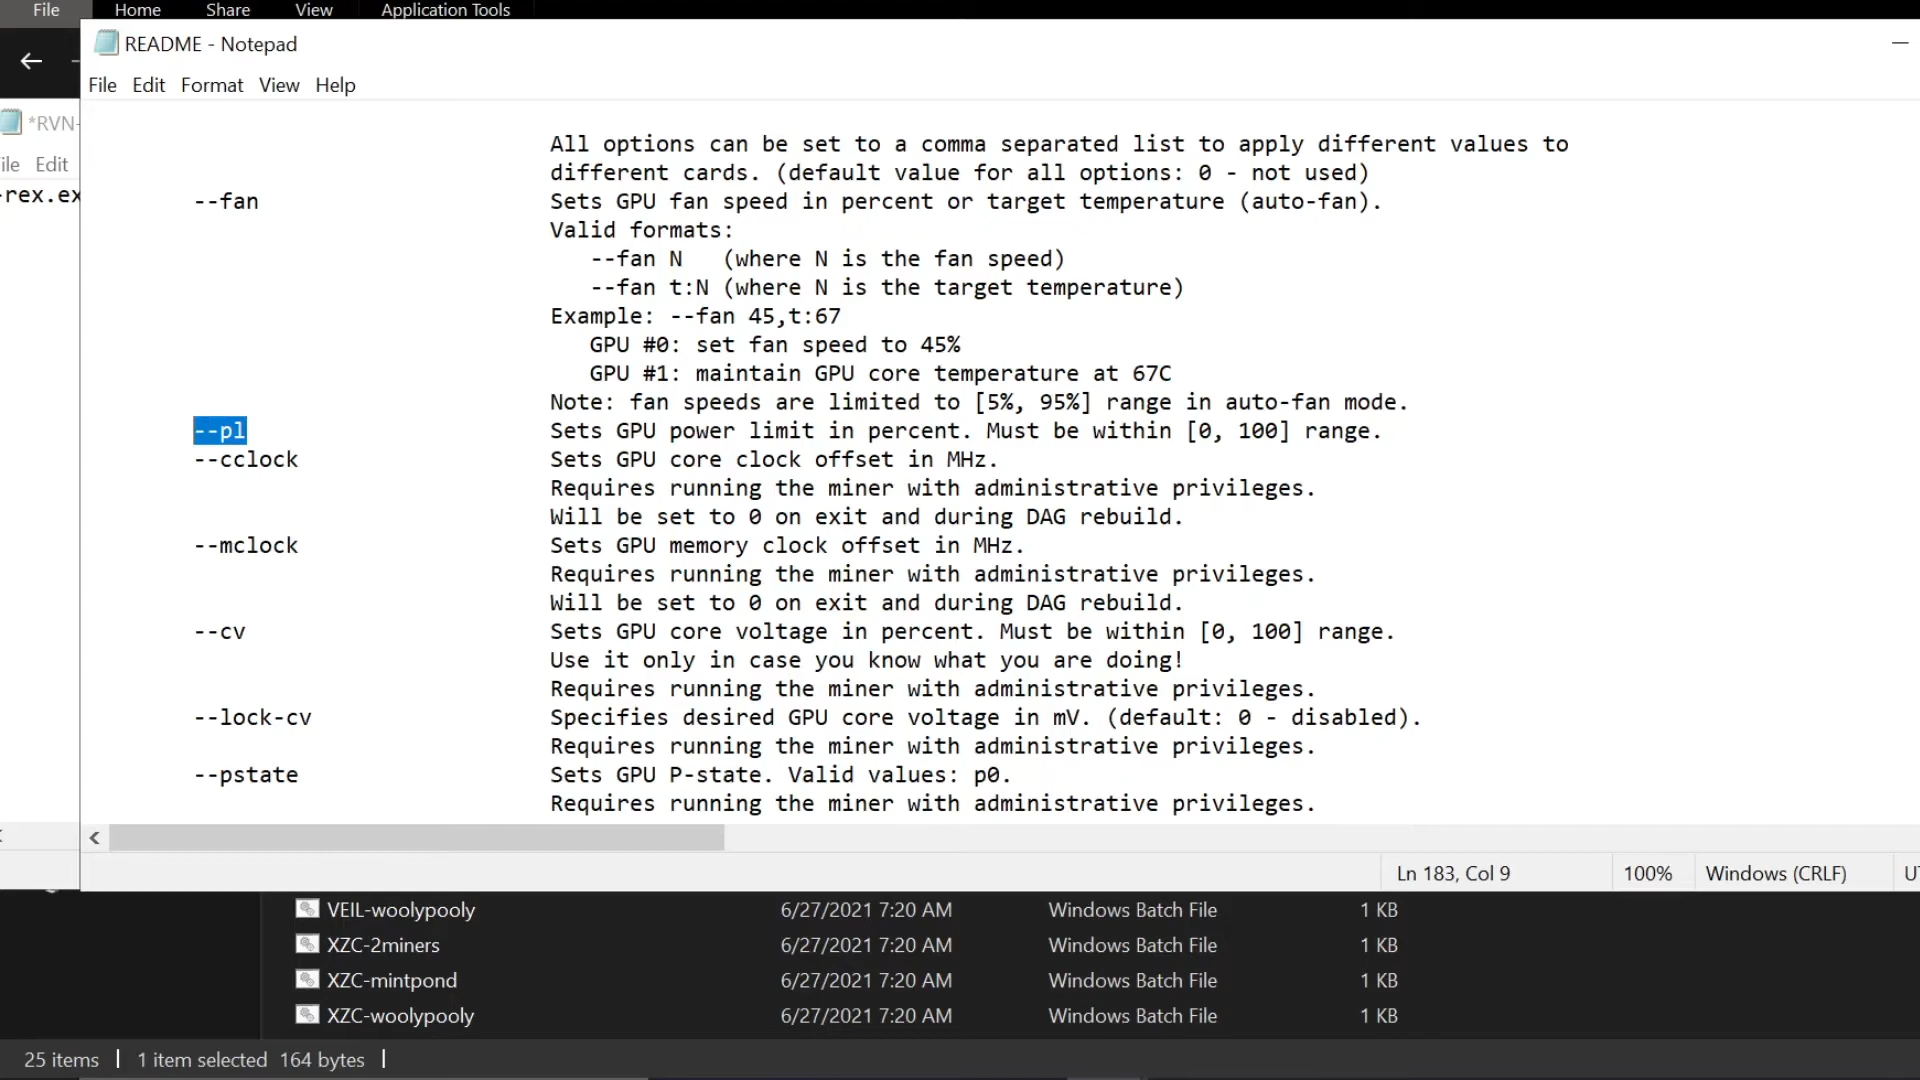 File Home Share View Application Tools
README - Notepad
File Edit Format View Help
*RVN-
ile Edit
-rex.ex
All options can be set to a comma separated list to apply different values to
different cards. (default value for all options: 0 - not used)
--fan Sets GPU fan speed in percent or target temperature (auto-fan).
Valid formats:
--fan N (where N is the fan speed)
--fan t:N (where N is the target temperature)
Example: --fan 45,t:67
GPU #0: set fan speed to 45%
GPU #1: maintain GPU core temperature at 67C
Note: fan speeds are limited to [5%, 95%] range in auto-fan mode.
--pl Sets GPU power limit in percent. Must be within [0, 100] range.
--cclock Sets GPU core clock offset in MHz.
Requires running the miner with administrative privileges.
Will be set to 0 on exit and during DAG rebuild.
--mclock Sets GPU memory clock offset in MHz.
Requires running the miner with administrative privileges.
Will be set to 0 on exit and during DAG rebuild.
--cv Sets GPU core voltage in percent. Must be within [0, 100] range.
Use it only in case you know what you are doing!
Requires running the miner with administrative privileges.
--lock-cv Specifies desired GPU core voltage in mV. (default: 0 - disabled).
Requires running the miner with administrative privileges.
--pstate Sets GPU P-state. Valid values: p0.
Requires running the miner with administrative privileges.
Ln 183, Col 9 100% Windows (CRLF) UT
VEIL-woolypooly 6/27/2021 7:20 AM Windows Batch File 1 KB
XZC-2miners 6/27/2021 7:20 AM Windows Batch File 1 KB
XZC-mintpond 6/27/2021 7:20 AM Windows Batch File 1 KB
XZC-woolypooly 6/27/2021 7:20 AM Windows Batch File 1 KB
25 items 1 item selected 164 bytes